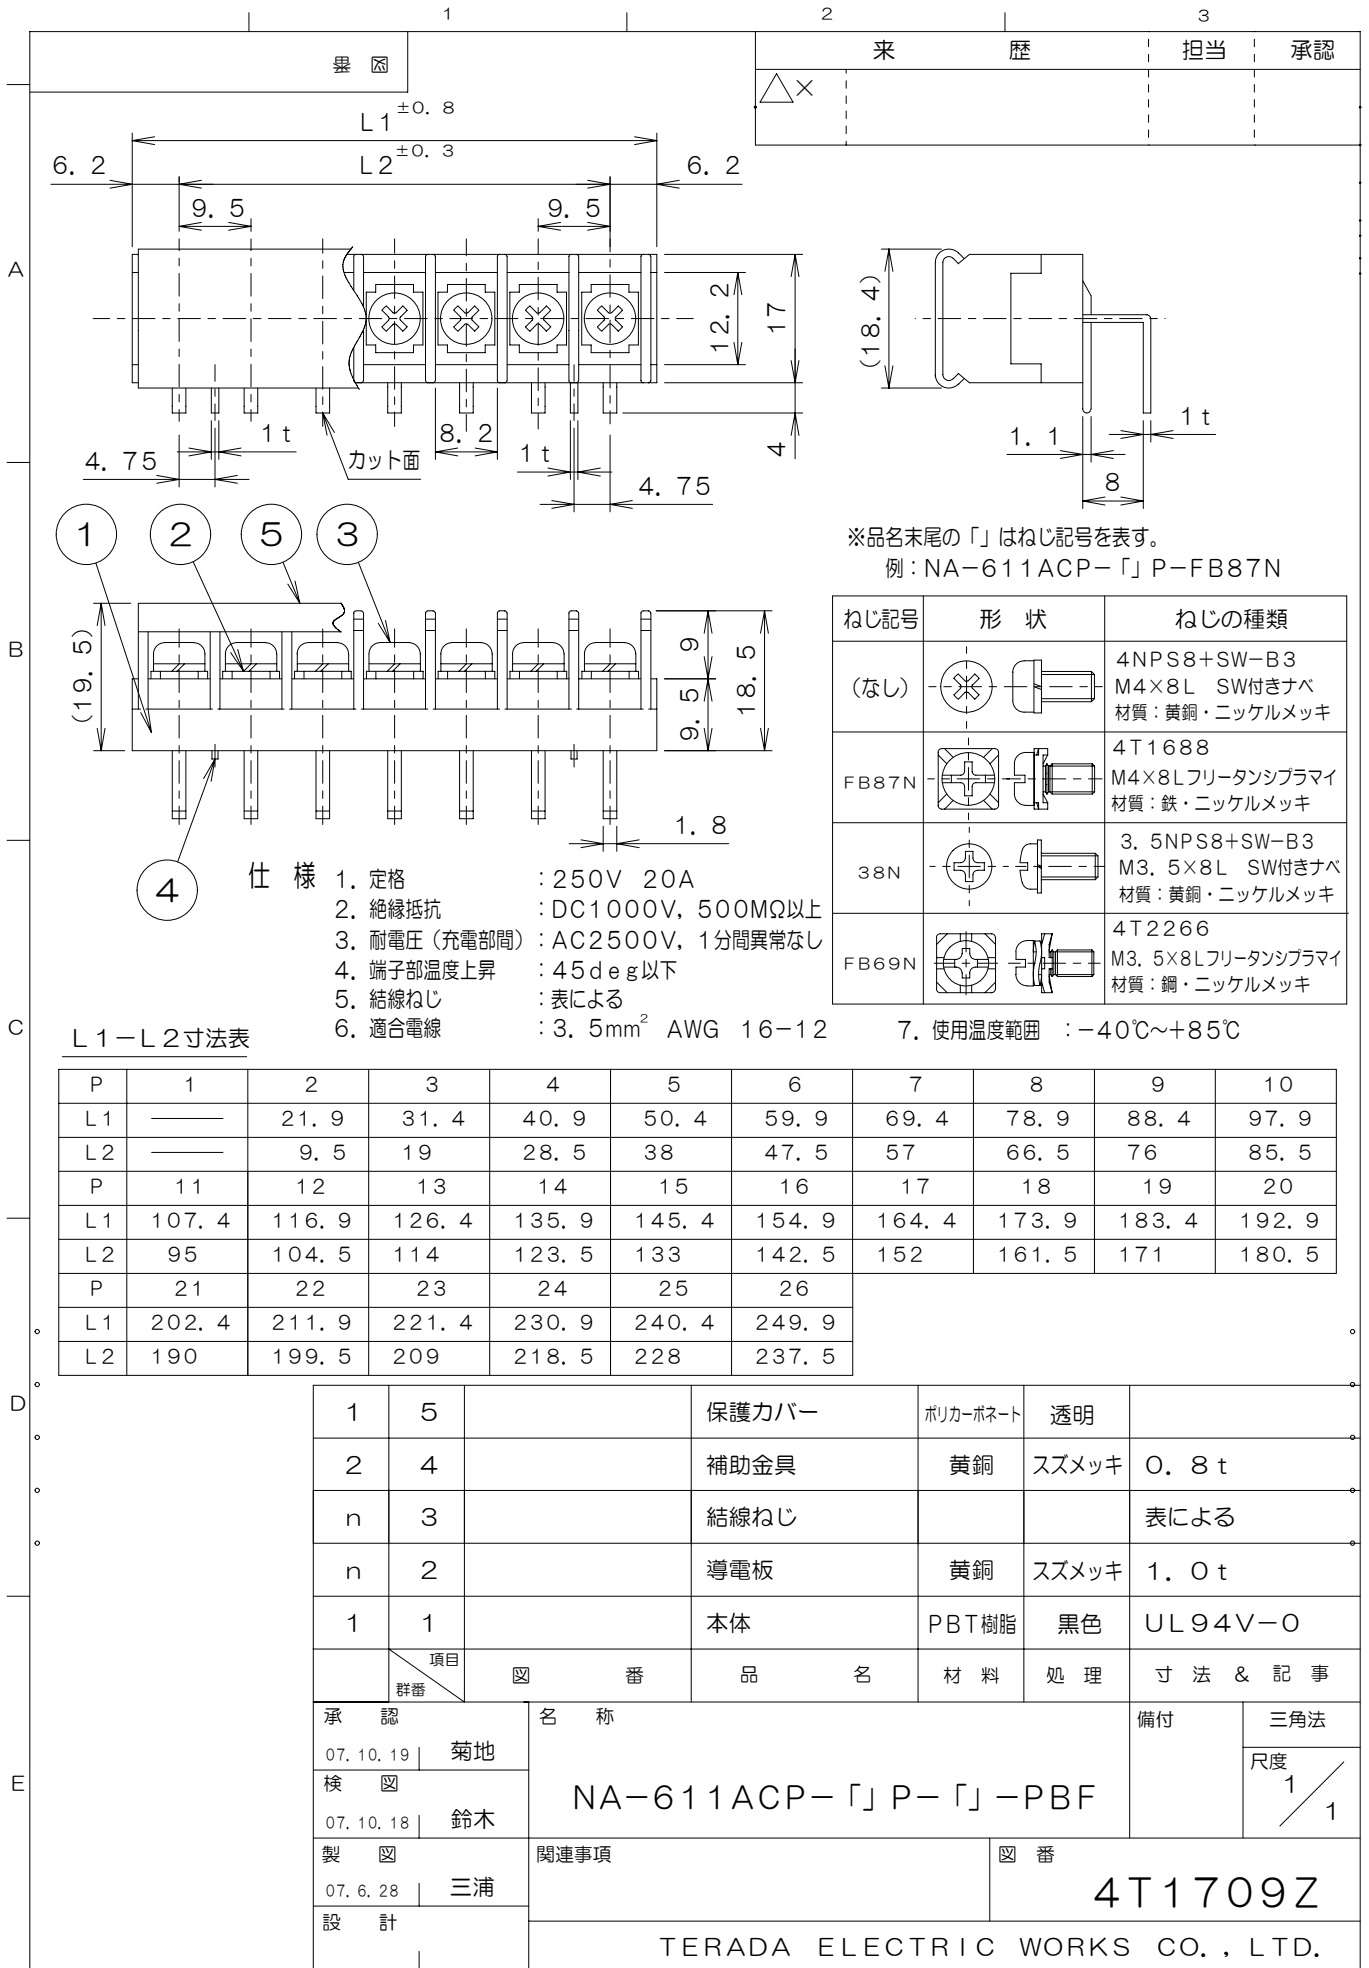 1 2 3
図番
来 歴 担当 承認
△×
A
B
C
D
E
L1±0.8
L2±0.3
6.2 6.2
9.5 9.5
12.2
17
4
1t 8.2 1t
4.75 カット面 4.75
(18.4)
1.1 1t
8
1 2 5 3
(19.5)
9
9.5
18.5
1.8
4
※品名末尾の「」はねじ記号を表す。
例：NA−611ACP−「」P−FB87N
ねじ記号 形 状 ねじの種類
(なし) 4NPS8+SW−B3
M4×8L SW付きナベ
材質：黄銅・ニッケルメッキ
FB87N 4T1688
M4×8Lフリータンシプラマイ
材質：鉄・ニッケルメッキ
38N 3.5NPS8+SW−B3
M3.5×8L SW付きナベ
材質：黄銅・ニッケルメッキ
FB69N 4T2266
M3.5×8Lフリータンシプラマイ
材質：鋼・ニッケルメッキ
仕 様
1. 定格 ：250V 20A
2. 絶縁抵抗 ：DC1000V，500MΩ以上
3. 耐電圧（充電部間）：AC2500V，1分間異常なし
4. 端子部温度上昇 ：45deg以下
5. 結線ねじ ：表による
6. 適合電線 ：3.5mm² AWG 16−12
7. 使用温度範囲 ：−40℃〜+85℃
L1−L2寸法表
P 1 2 3 4 5 6 7 8 9 10
L1 ―― 21.9 31.4 40.9 50.4 59.9 69.4 78.9 88.4 97.9
L2 ―― 9.5 19 28.5 38 47.5 57 66.5 76 85.5
P 11 12 13 14 15 16 17 18 19 20
L1 107.4 116.9 126.4 135.9 145.4 154.9 164.4 173.9 183.4 192.9
L2 95 104.5 114 123.5 133 142.5 152 161.5 171 180.5
P 21 22 23 24 25 26
L1 202.4 211.9 221.4 230.9 240.4 249.9
L2 190 199.5 209 218.5 228 237.5
1 5 保護カバー ポリカーボネート 透明
2 4 補助金具 黄銅 スズメッキ 0.8t
n 3 結線ねじ 表による
n 2 導電板 黄銅 スズメッキ 1.0t
1 1 本体 PBT樹脂 黒色 UL94V−0
項目
群番
図 番 品 名 材 料 処 理 寸 法 & 記 事
承 認
07.10.19 菊地
検 図
07.10.18 鈴木
製 図
07.6.28 三浦
設 計
名 称
NA−611ACP−「」P−「」−PBF
備付
三角法
尺度
1/1
関連事項
図 番
4T1709Z
TERADA ELECTRIC WORKS CO.,LTD.